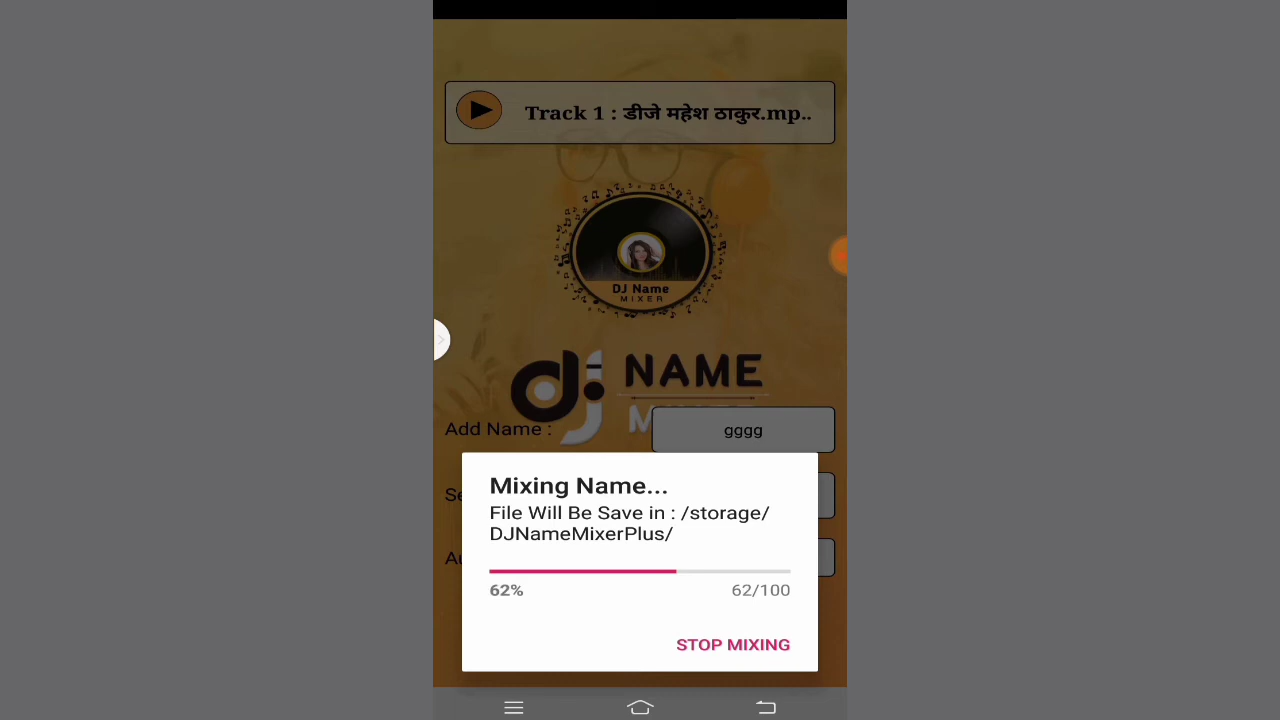 Track 1 : डीजे महेश ठाकुर.mp..
DJ Name
MIXER
dj NAME
Add Name :
gggg
Mixing Name...
File Will Be Save in : /storage/
DJNameMixerPlus/
62%
62/100
STOP MIXING